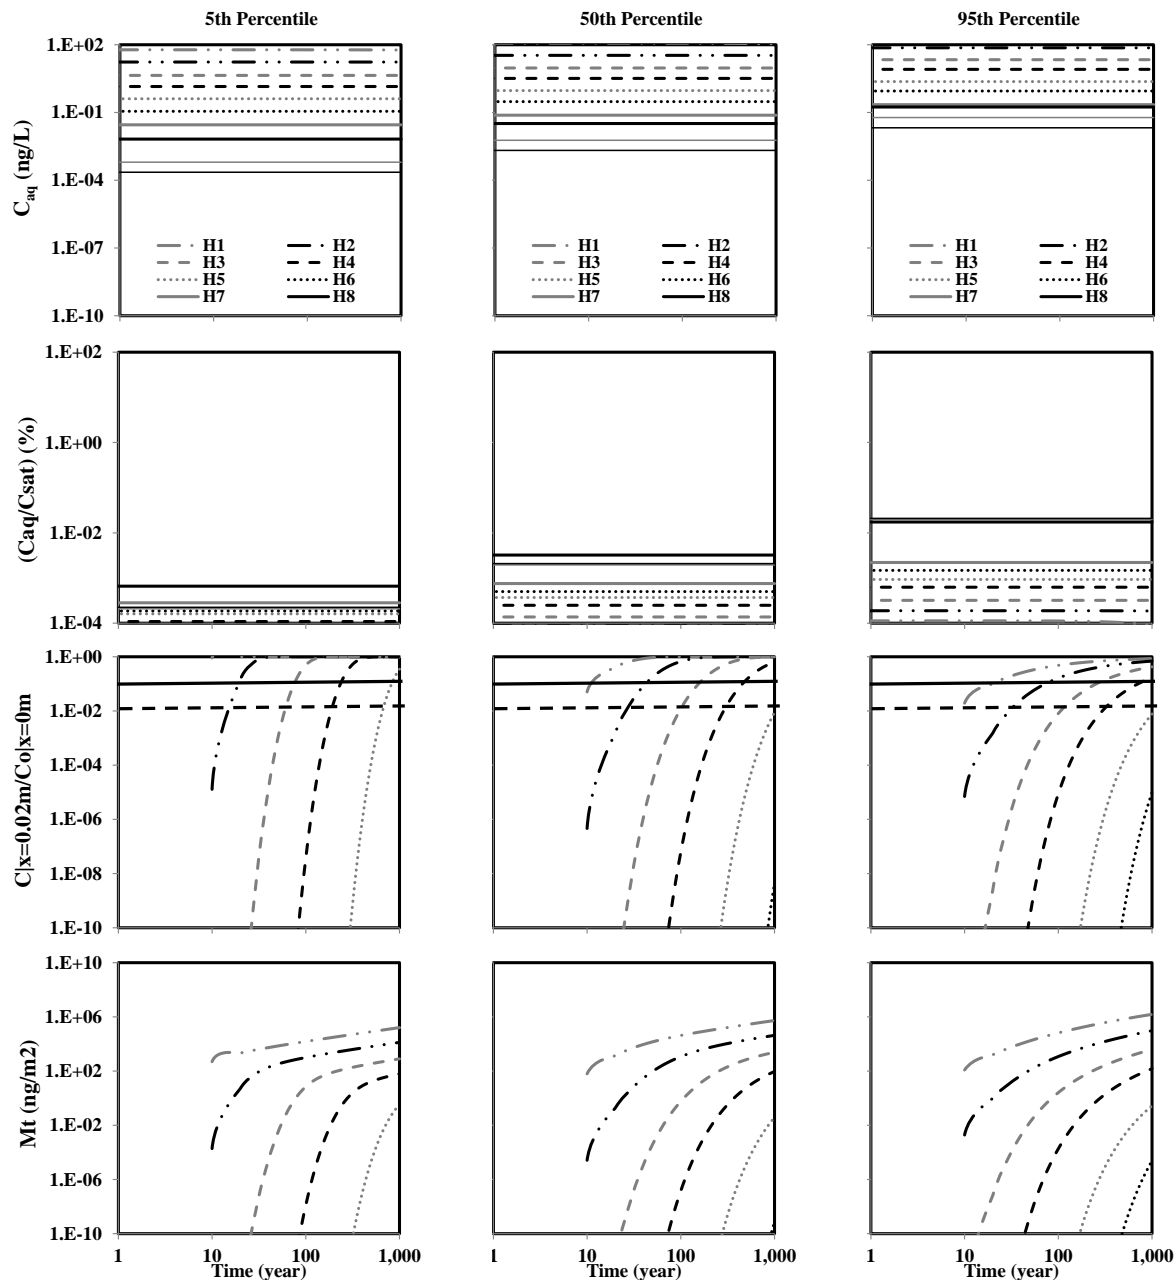 5th Percentile 50th Percentile 95th Percentile
C_aq (ng/L)
1.E+02
1.E-01
1.E-04
1.E-07
1.E-10
H1 H2
H3 H4
H5 H6
H7 H8
H1 H2
H3 H4
H5 H6
H7 H8
H1 H2
H3 H4
H5 H6
H7 H8
(Caq/Csat) (%)
1.E+02
1.E+00
1.E-02
1.E-04
C|x=0.02m/Co|x=0m
1.E+00
1.E-02
1.E-04
1.E-06
1.E-08
1.E-10
Mt (ng/m2)
1.E+10
1.E+06
1.E+02
1.E-02
1.E-06
1.E-10
1 10 100 1,000 1 10 100 1,000 1 10 100 1,000
Time (year) Time (year) Time (year)